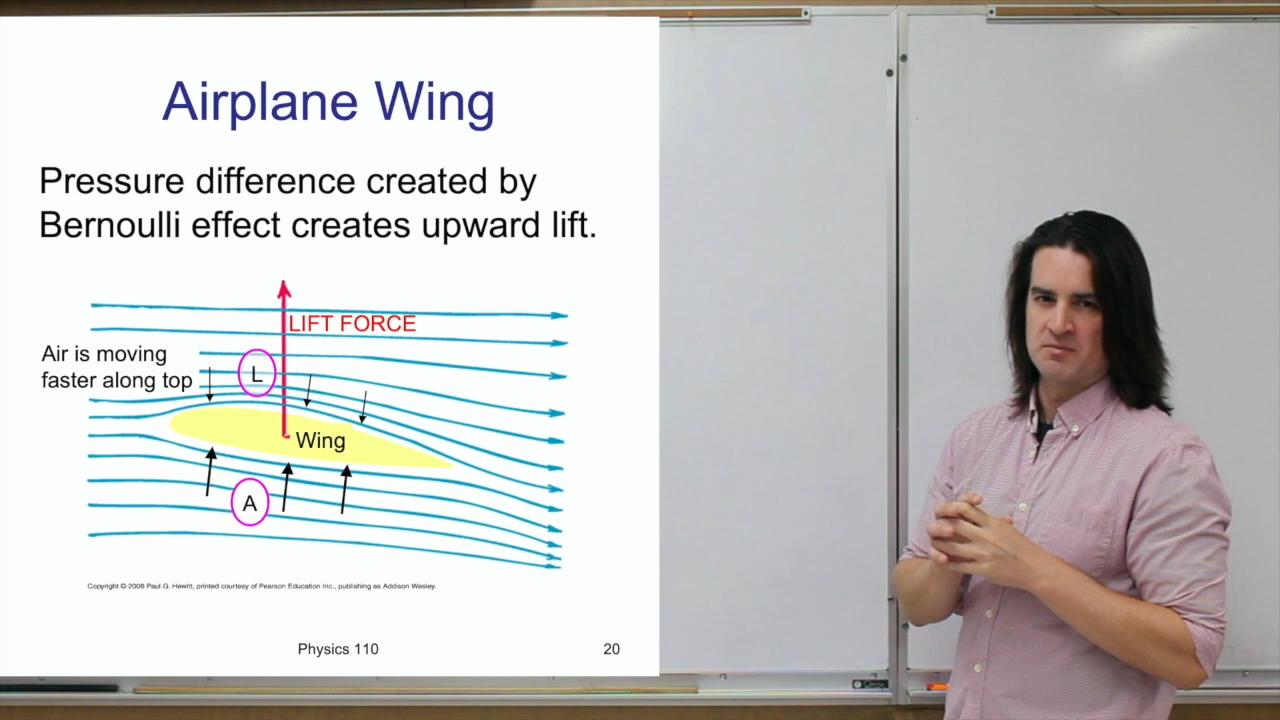 Airplane Wing
Pressure difference created by
Bernoulli effect creates upward lift.
LIFT FORCE
Air is moving
faster along top
L
Wing
A
Copyright © 2008 Paul G. Hewitt, printed courtesy of Pearson Education Inc., publishing as Addison Wesley.
Physics 110
20